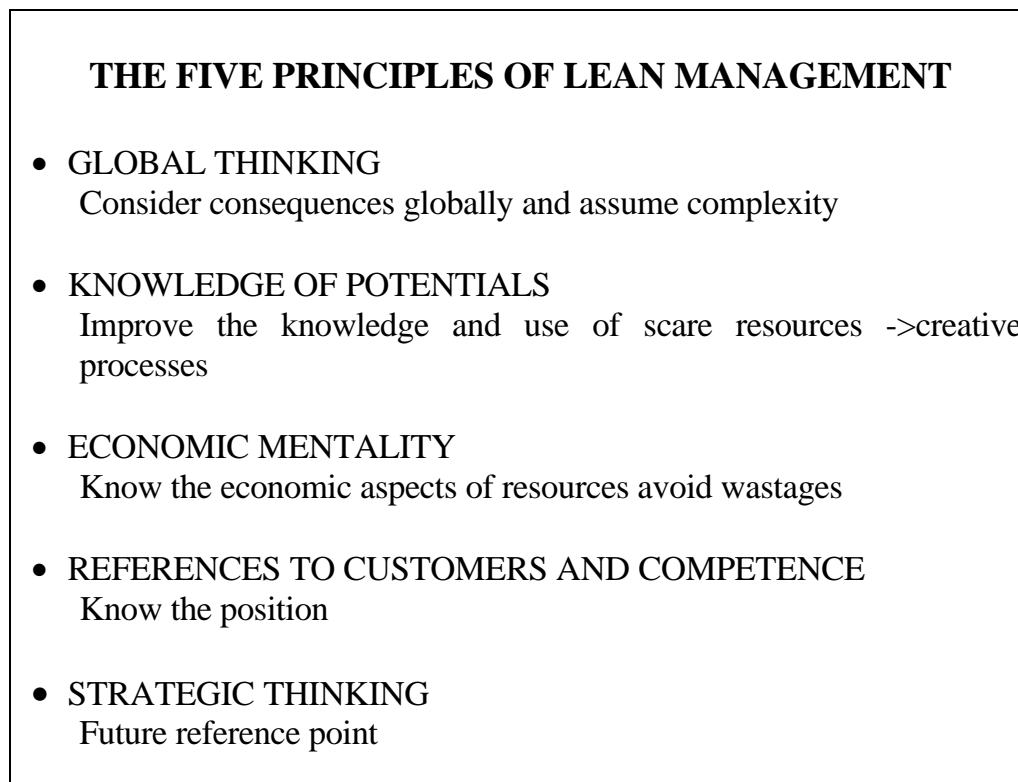 THE FIVE PRINCIPLES OF LEAN MANAGEMENT
• GLOBAL THINKING
Consider consequences globally and assume complexity
• KNOWLEDGE OF POTENTIALS
Improve the knowledge and use of scare resources ->creative
processes
• ECONOMIC MENTALITY
Know the economic aspects of resources avoid wastages
• REFERENCES TO CUSTOMERS AND COMPETENCE
Know the position
• STRATEGIC THINKING
Future reference point